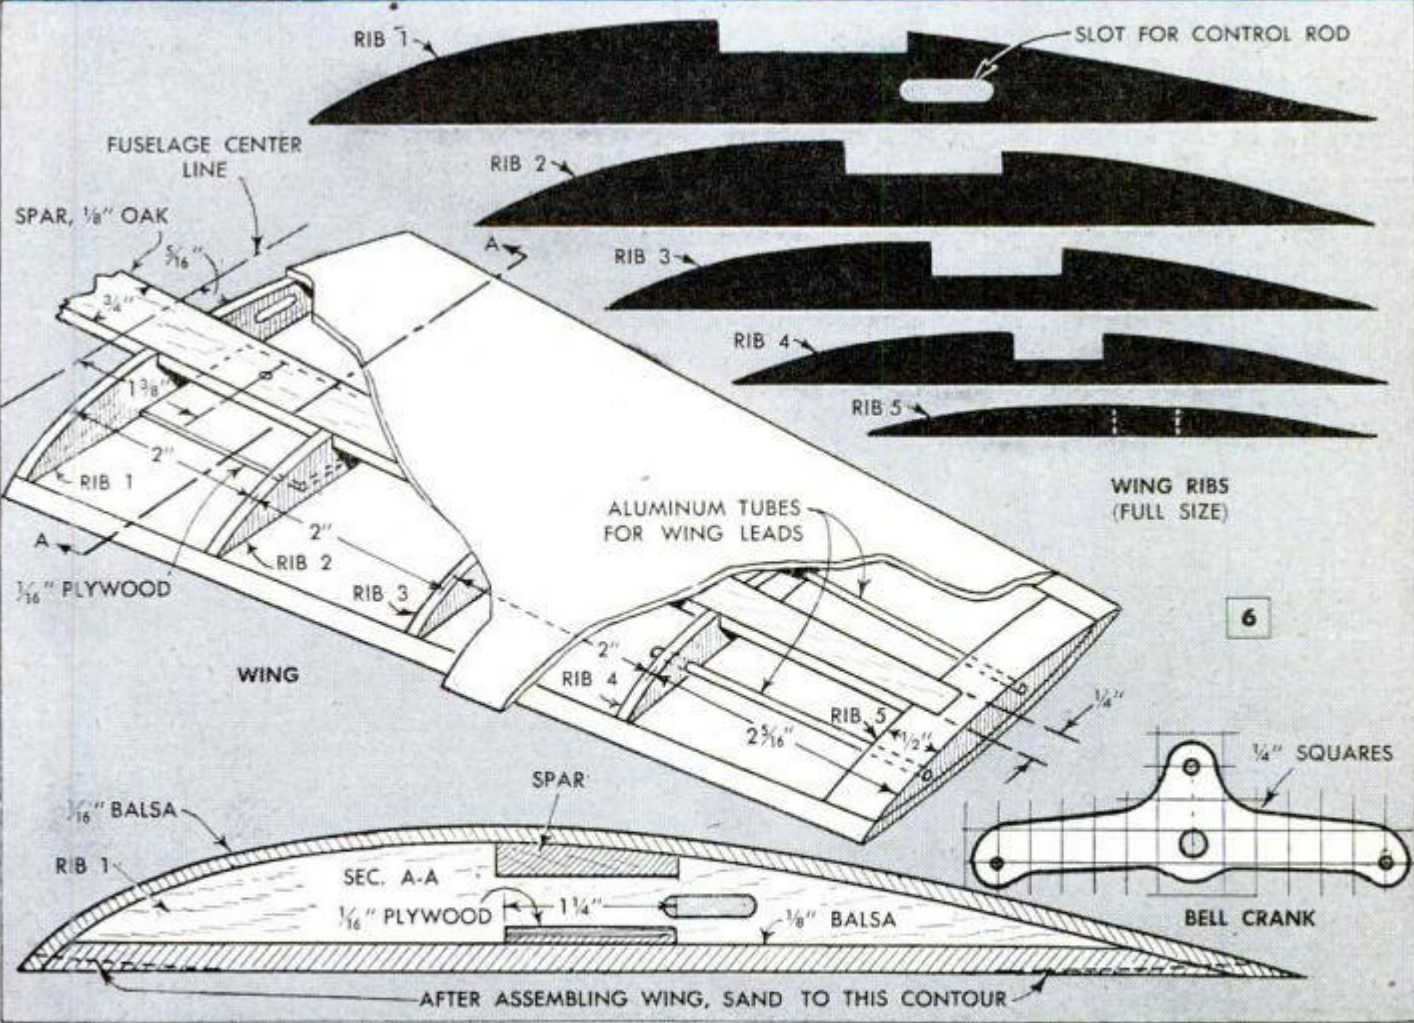 RIB 1
SLOT FOR CONTROL ROD
FUSELAGE CENTER
LINE
RIB 2
SPAR, 1/8" OAK
5/16"
A
RIB 3
3/4"
RIB 4
1 3/8"
RIB 5
2"
RIB 1
WING RIBS
(FULL SIZE)
ALUMINUM TUBES
FOR WING LEADS
2"
A
RIB 2
1/16" PLYWOOD
RIB 3
6
WING
2"
RIB 4
1/4"
RIB 5
1/2"
2 5/16"
1/4" SQUARES
SPAR
1/16" BALSA
RIB 1
SEC. A-A
1/16" PLYWOOD
1 1/4"
1/8" BALSA
BELL CRANK
AFTER ASSEMBLING WING, SAND TO THIS CONTOUR